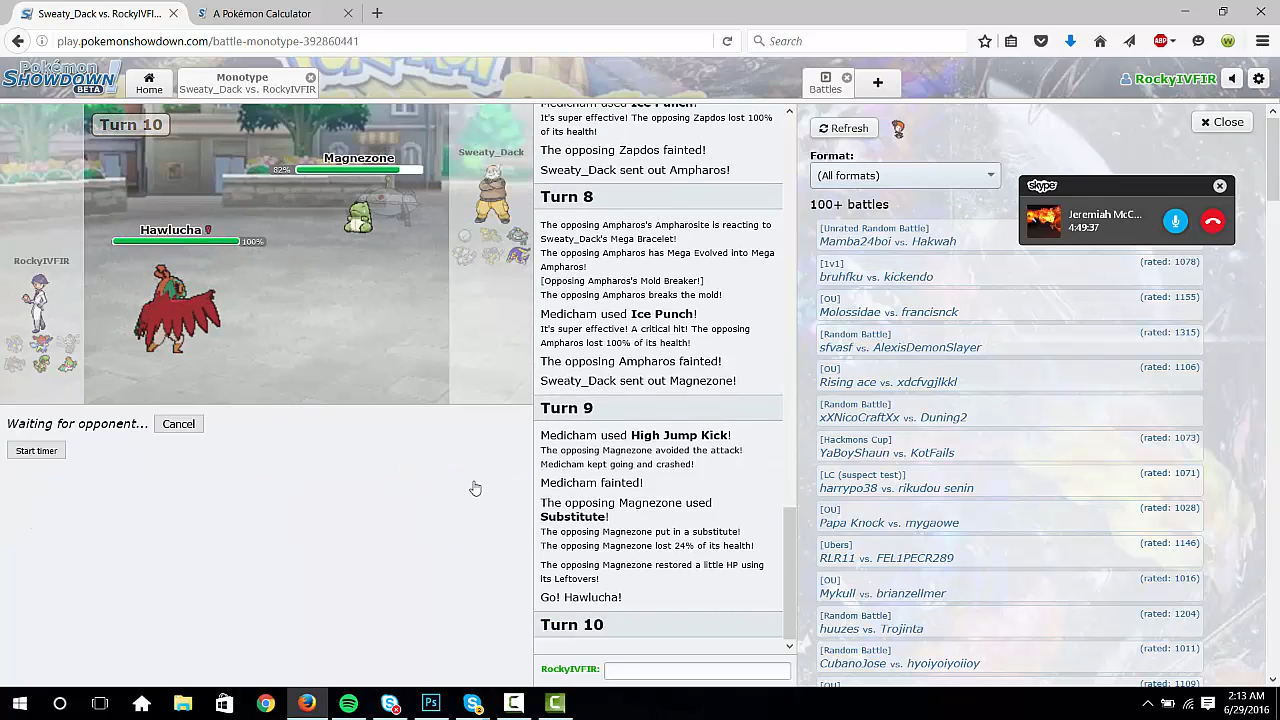 Sweaty_Dack vs. RockyIVFI...
A Pokémon Calculator
play.pokemonshowdown.com/battle-monotype-392860441
Search
ABP
Pokémon
SHOWDOWN
BETA
Home
Monotype
Sweaty_Dack vs. RockyIVFIR
Battles
RockyIVFIR
Turn 10
Magnezone
82%
Sweaty_Dack
Hawlucha
100%
RockyIVFIR
Waiting for opponent... Cancel
Start timer
Medicham used Ice Punch!
It's super effective! The opposing Zapdos lost 100%
of its health!
The opposing Zapdos fainted!
Sweaty_Dack sent out Ampharos!
Turn 8
The opposing Ampharos's Ampharosite is reacting to
Sweaty_Dack's Mega Bracelet!
The opposing Ampharos has Mega Evolved into Mega
Ampharos!
[Opposing Ampharos's Mold Breaker!]
The opposing Ampharos breaks the mold!
Medicham used Ice Punch!
It's super effective! A critical hit! The opposing
Ampharos lost 100% of its health!
The opposing Ampharos fainted!
Sweaty_Dack sent out Magnezone!
Turn 9
Medicham used High Jump Kick!
The opposing Magnezone avoided the attack!
Medicham kept going and crashed!
Medicham fainted!
The opposing Magnezone used
Substitute!
The opposing Magnezone put in a substitute!
The opposing Magnezone lost 24% of its health!
The opposing Magnezone restored a little HP using
its Leftovers!
Go! Hawlucha!
Turn 10
RockyIVFIR:
Refresh
Close
Format:
(All formats)
100+ battles
skype
Jeremiah McC...
4:49:37
[Unrated Random Battle]
Mamba24boi vs. Hakwah
[1v1] (rated: 1078)
bruhfku vs. kickendo
[OU] (rated: 1155)
Molossidae vs. francisnck
[Random Battle] (rated: 1315)
sfvasf vs. AlexisDemonSlayer
[OU] (rated: 1106)
Rising ace vs. xdcfvgjlkkl
[Random Battle]
xXNicoCraftXx vs. Duning2
[Hackmons Cup] (rated: 1073)
YaBoyShaun vs. KotFails
[LC (suspect test)] (rated: 1071)
harrypo38 vs. rikudou senin
[OU] (rated: 1028)
Papa Knock vs. mygaowe
[Ubers] (rated: 1146)
RLR11 vs. FEL1PECR289
[OU] (rated: 1016)
Mykull vs. brianzellmer
[Random Battle] (rated: 1204)
huuzes vs. Trojinta
[Random Battle] (rated: 1011)
CubanoJose vs. hyoiyoiyoiioy
[OU] (rated: 1109)
2:13 AM
6/29/2016